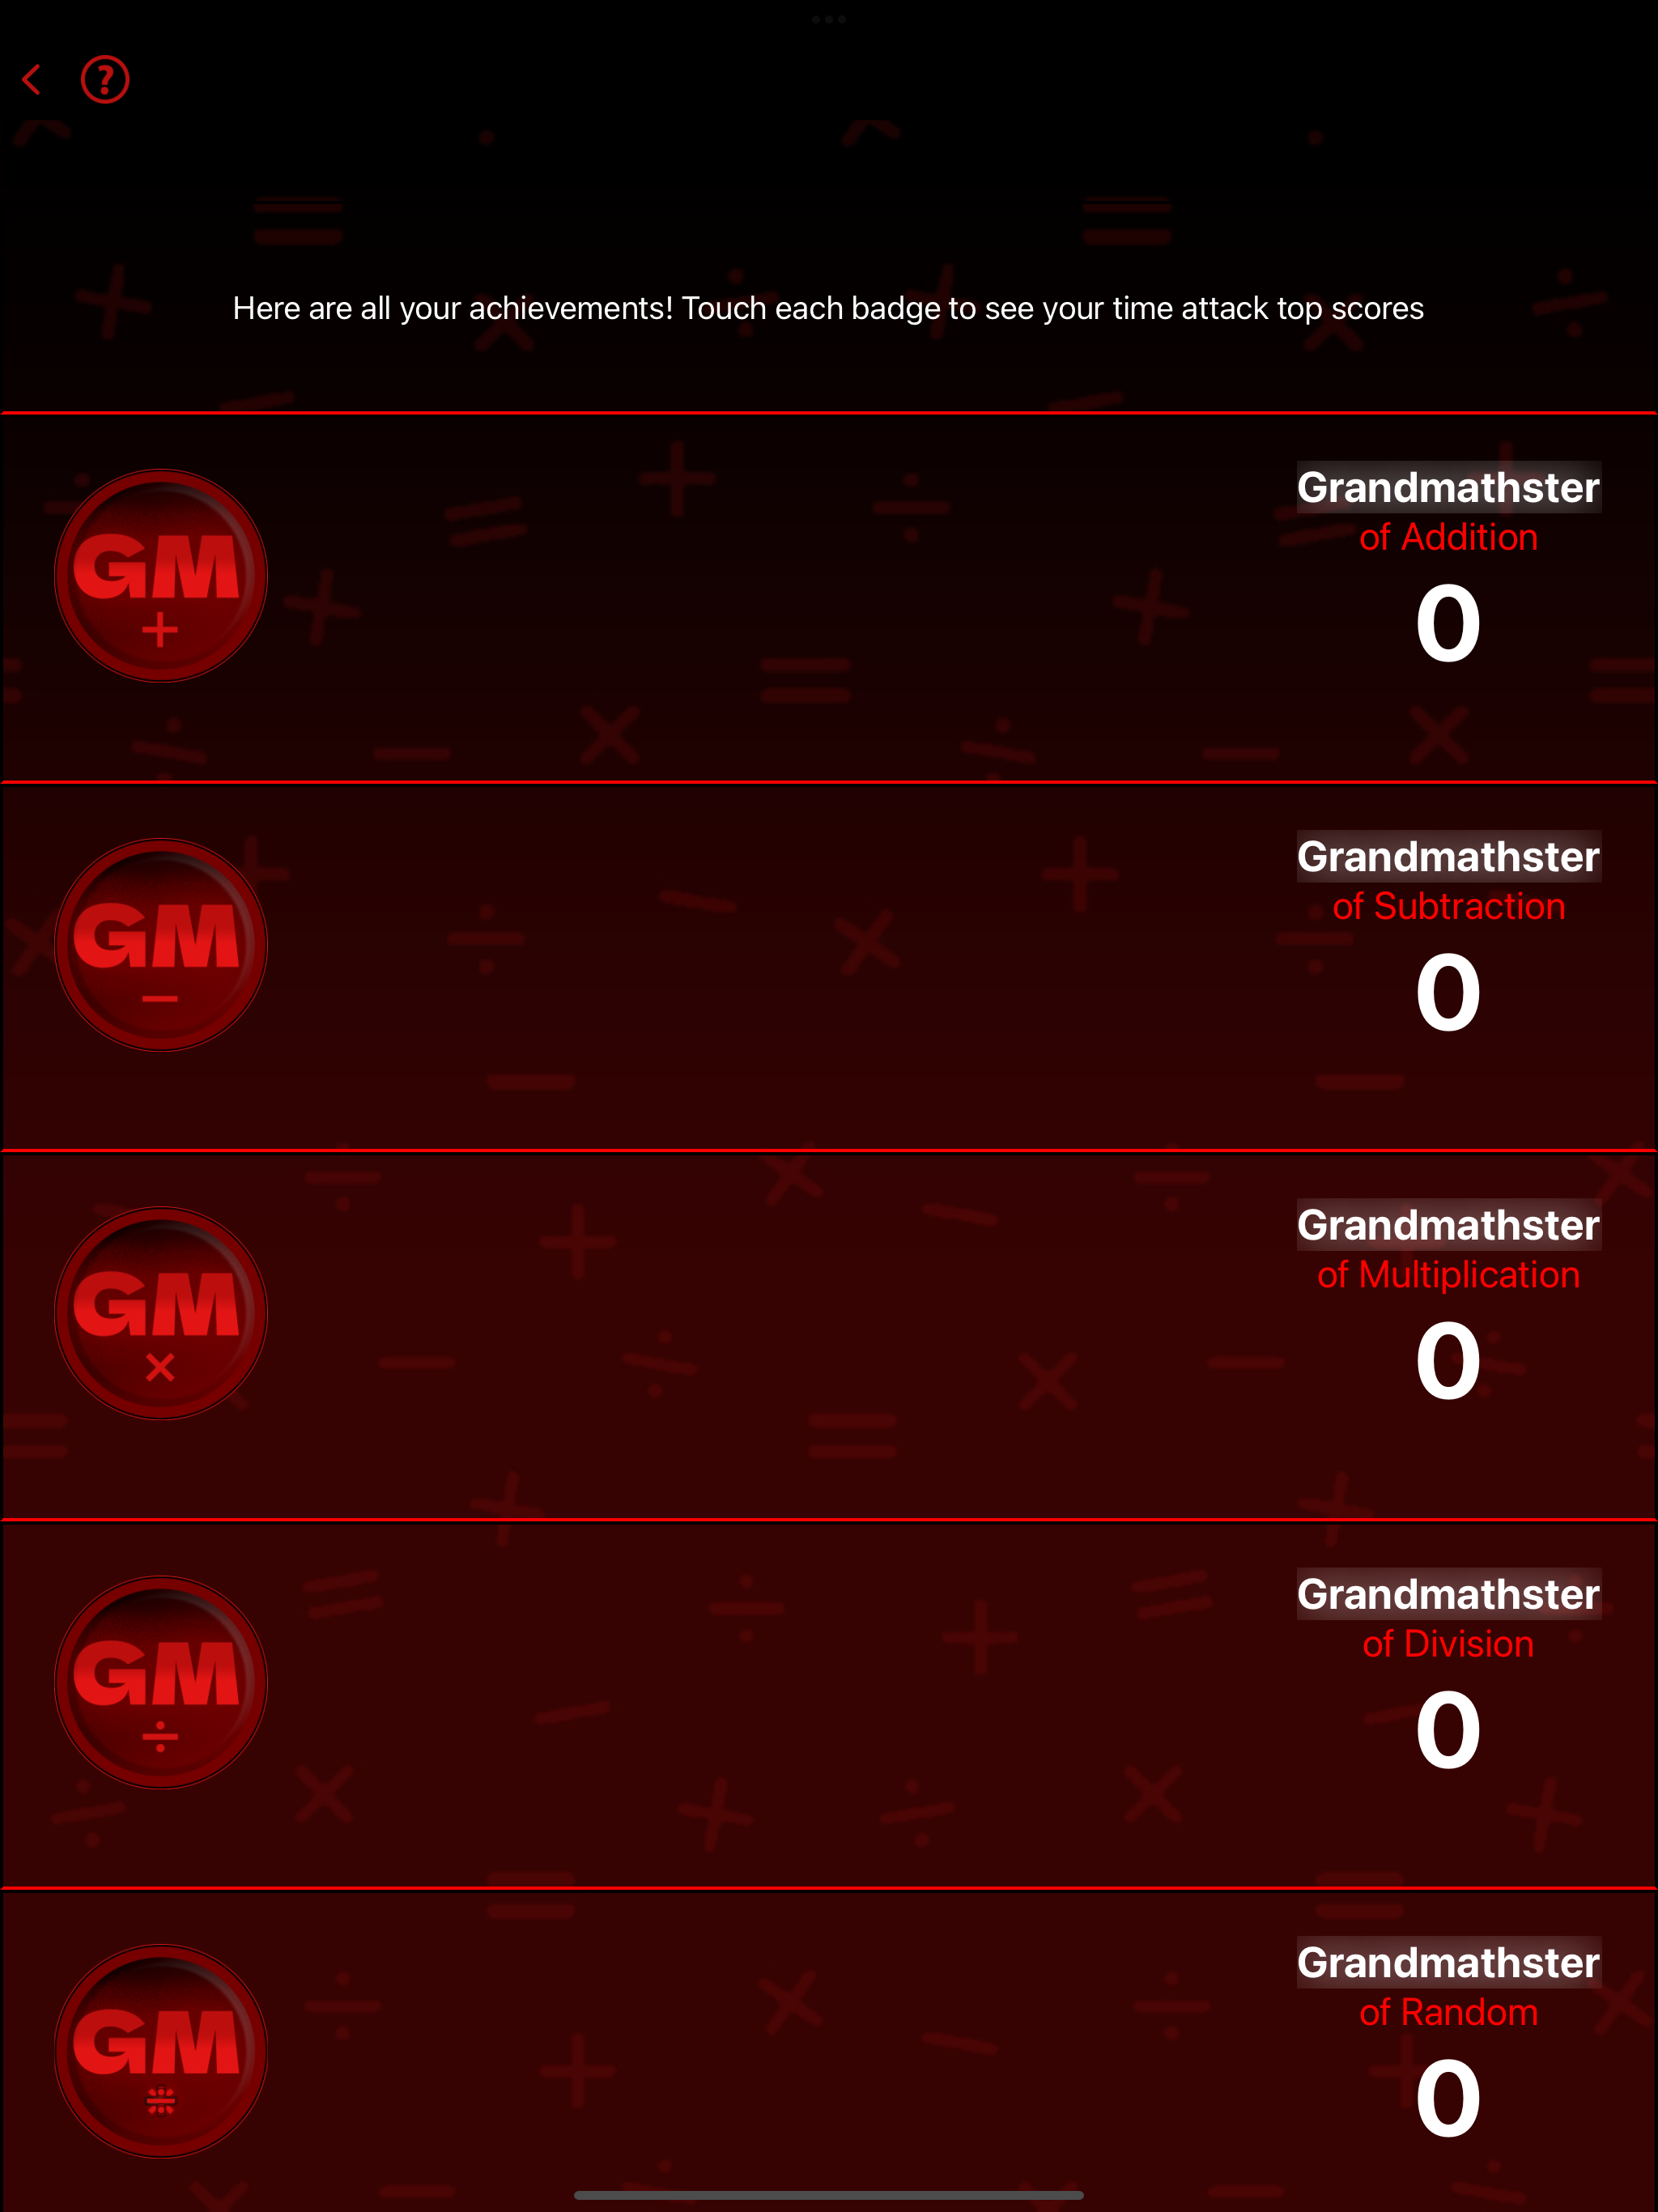 ?
Here are all your achievements! Touch each badge to see your time attack top scores
GM
+
Grandmathster
of Addition
0
GM
−
Grandmathster
of Subtraction
0
GM
×
Grandmathster
of Multiplication
0
GM
÷
Grandmathster
of Division
0
GM
Grandmathster
of Random
0